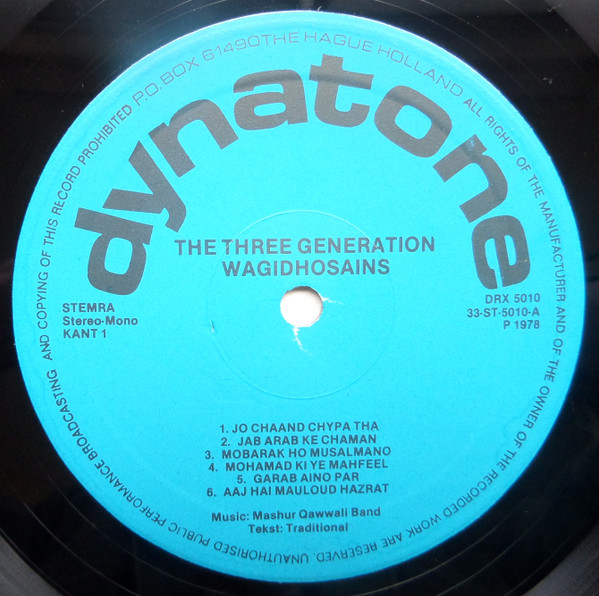 dynatone
P.O.BOX 61490 THE HAGUE HOLLAND
ALL RIGHTS OF THE MANUFACTURER AND OF THE OWNER OF THE RECORDED WORK ARE RESERVED. UNAUTHORISED PUBLIC PERFORMANCE BROADCASTING AND COPYING OF THIS RECORD PROHIBITED
THE THREE GENERATION
WAGIDHOSAINS
STEMRA
Stereo-Mono
KANT 1
DRX 5010
33-ST-5010-A
P 1978
1. JO CHAAND CHYPA THA
2. JAB ARAB KE CHAMAN
3. MOBARAK HO MUSALMANO
4. MOHAMAD KI YE MAHFEEL
5. GARAB AINO PAR
6. AAJ HAI MAULOUD HAZRAT
Music: Mashur Qawwali Band
Tekst: Traditional